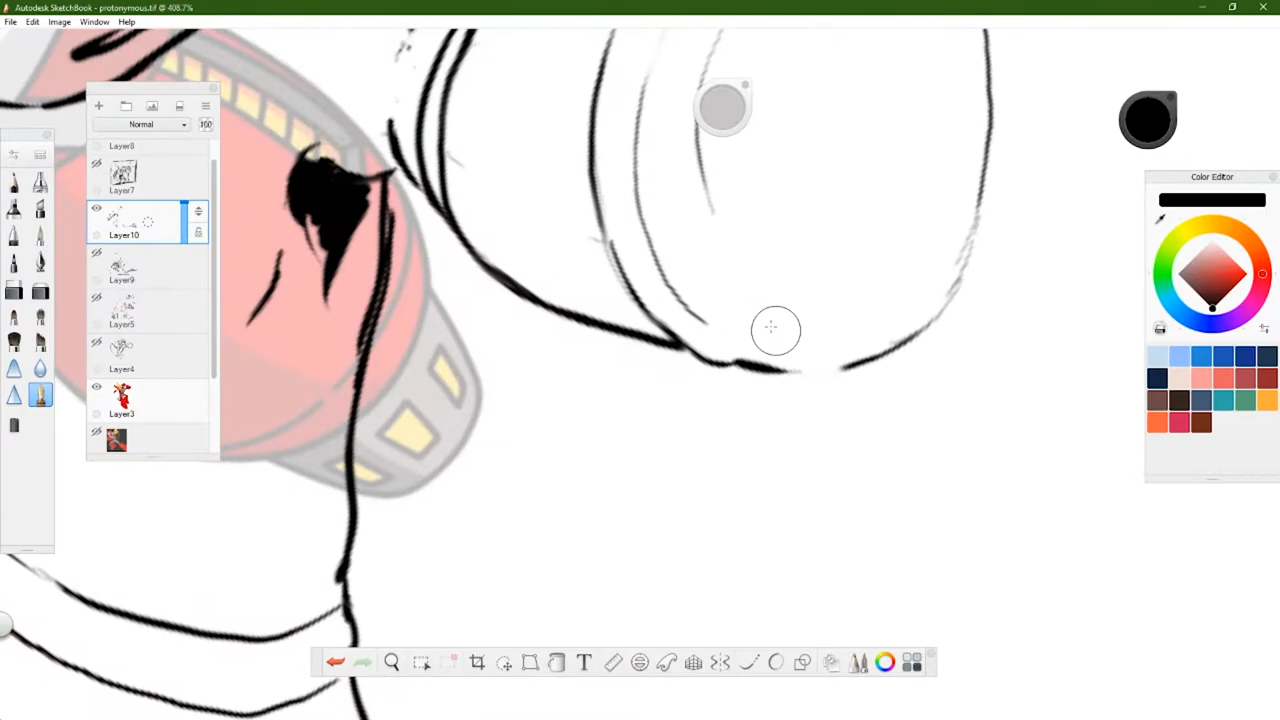 Autodesk SketchBook - protonymous.tif @ 408.7%
File Edit Image Window Help
Normal
100
Layer8
Layer7
Layer10
Layer9
Layer5
Layer4
Layer3
Color Editor
T